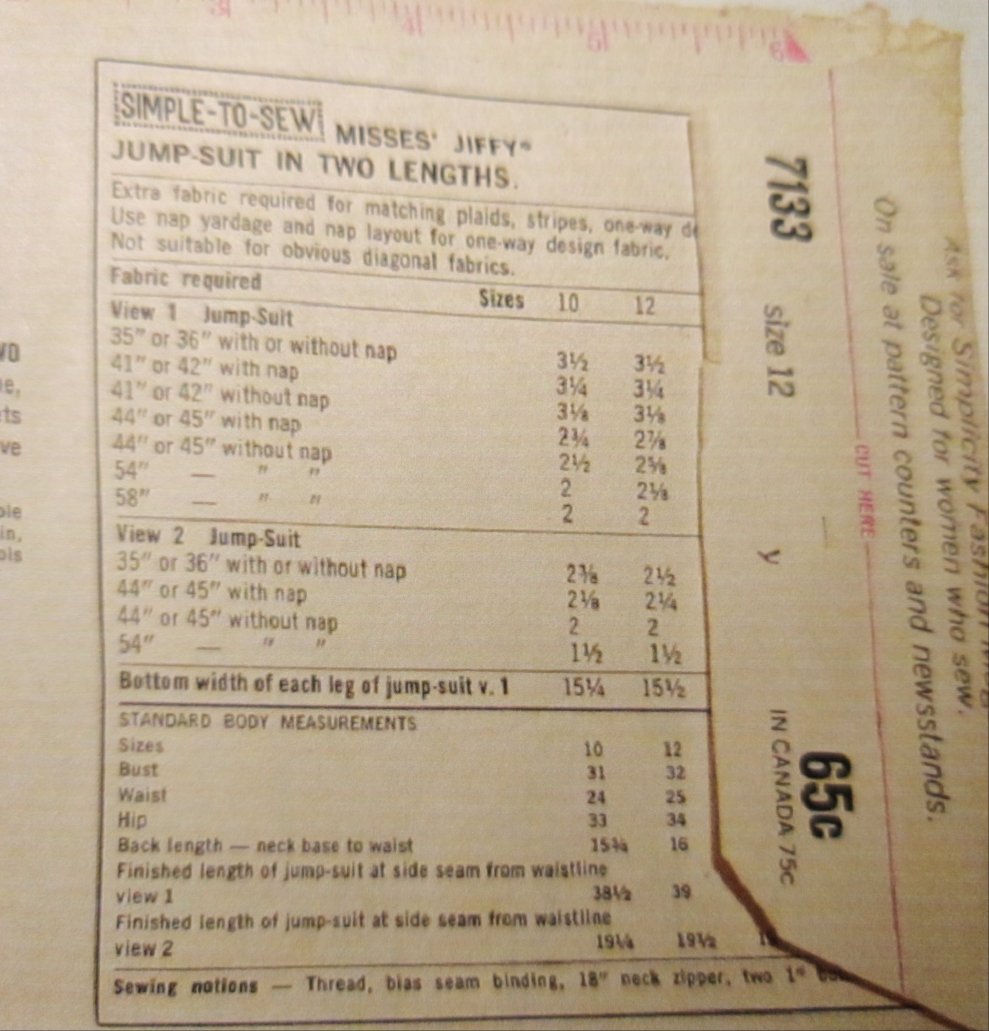 SIMPLE-TO-SEW MISSES' JIFFY®
JUMP-SUIT IN TWO LENGTHS.
Extra fabric required for matching plaids, stripes, one-way de
Use nap yardage and nap layout for one-way design fabric.
Not suitable for obvious diagonal fabrics.
Fabric required Sizes 10 12
View 1 Jump-Suit
35" or 36" with or without nap 3½ 3½
41" or 42" with nap 3¼ 3¼
41" or 42" without nap 3⅛ 3⅛
44" or 45" with nap 2¾ 2⅞
44" or 45" without nap 2½ 2⅝
54" — " " 2 2⅛
58" — " " 2 2
View 2 Jump-Suit
35" or 36" with or without nap 2⅜ 2½
44" or 45" with nap 2⅛ 2¼
44" or 45" without nap 2 2
54" — " " 1½ 1½
Bottom width of each leg of jump-suit v. 1 15¼ 15½
STANDARD BODY MEASUREMENTS
Sizes 10 12
Bust 31 32
Waist 24 25
Hip 33 34
Back length — neck base to waist 15¾ 16
Finished length of jump-suit at side seam from waistline
view 1 38½ 39
Finished length of jump-suit at side seam from waistline
view 2 19¼ 19½
Sewing notions — Thread, bias seam binding, 18" neck zipper, two 1"
7133 size 12 y 65c
IN CANADA 75c
CUT HERE
On sale at pattern counters and newsstands.
Designed for women who sew.
Ask for Simplicity Fashion
VO
e,
ts
ve
ole
in,
ols
3
4
5
6